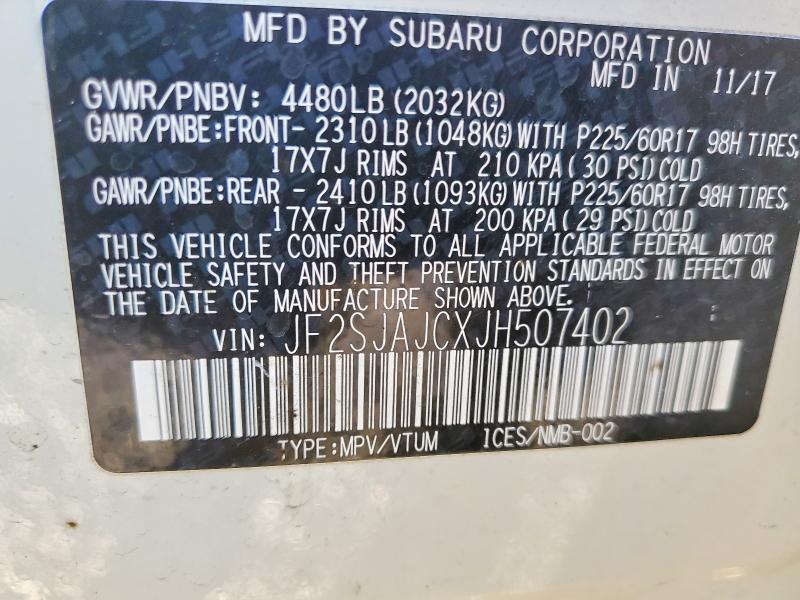 MFD BY SUBARU CORPORATION
MFD IN 11/17
GVWR/PNBV: 4480LB (2032KG)
GAWR/PNBE:FRONT- 2310LB (1048KG) WITH P225/60R17 98H TIRES,
17X7J RIMS AT 210 KPA (30 PSI)COLD
GAWR/PNBE:REAR - 2410LB (1093KG) WITH P225/60R17 98H TIRES,
17X7J RIMS AT 200 KPA (29 PSI)COLD
THIS VEHICLE CONFORMS TO ALL APPLICABLE FEDERAL MOTOR
VEHICLE SAFETY AND THEFT PREVENTION STANDARDS IN EFFECT ON
THE DATE OF MANUFACTURE SHOWN ABOVE.
VIN: JF2SJAJCXJH507402
TYPE:MPV/VTUM ICES/NMB-002